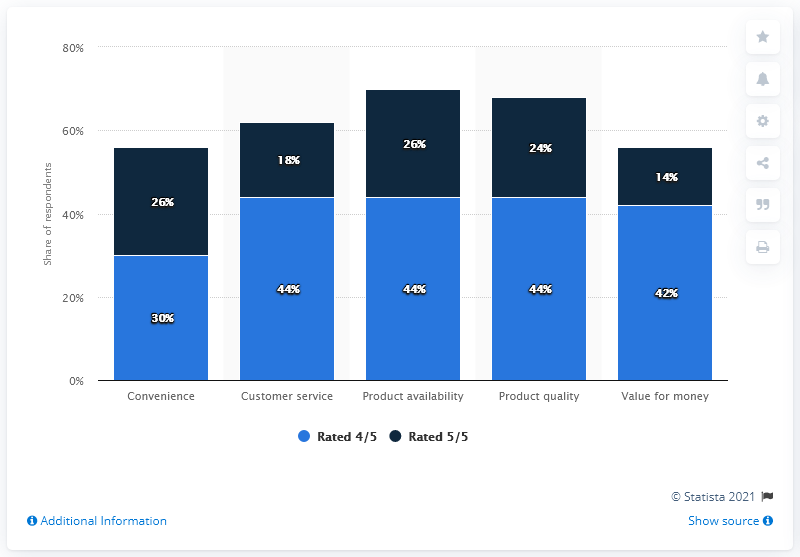 80%
60%
40%
20%
0%
Share of respondents
26%
30%
18%
44%
26%
44%
24%
44%
14%
42%
Convenience
Customer service
Product availability
Product quality
Value for money
Rated 4/5
Rated 5/5
© Statista 2021
Additional Information
Show source